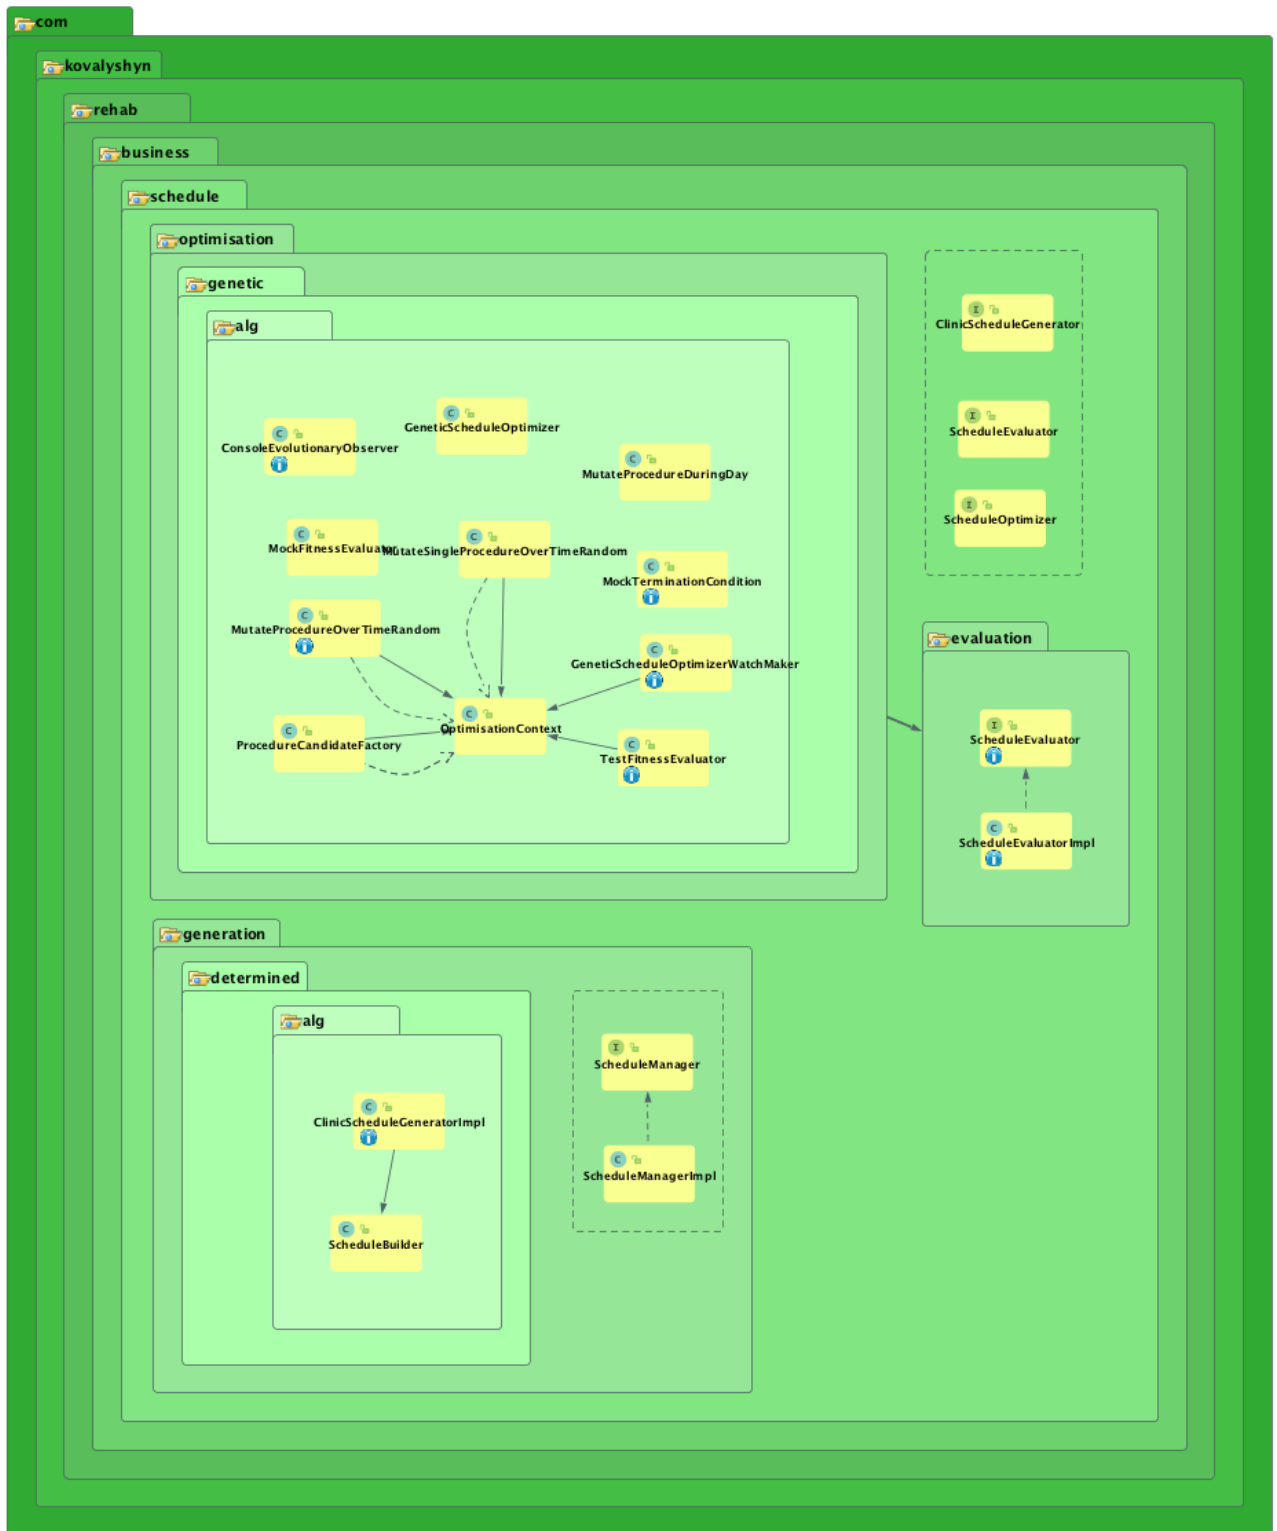 com
kovalyshyn
rehab
business
schedule
optimisation
genetic
alg
C
ConsoleEvolutionaryObserver
i
C
GeneticScheduleOptimizer
C
MutateProcedureDuringDay
C
MockFitnessEvaluator
C
MutateSingleProcedureOverTimeRandom
C
MockTerminationCondition
i
C
MutateProcedureOverTimeRandom
i
C
GeneticScheduleOptimizerWatchMaker
i
C
OptimisationContext
C
ProcedureCandidateFactory
C
TestFitnessEvaluator
i
I
ClinicScheduleGenerator
I
ScheduleEvaluator
I
ScheduleOptimizer
evaluation
I
ScheduleEvaluator
i
C
ScheduleEvaluatorImpl
i
generation
determined
alg
C
ClinicScheduleGeneratorImpl
i
C
ScheduleBuilder
I
ScheduleManager
C
ScheduleManagerImpl